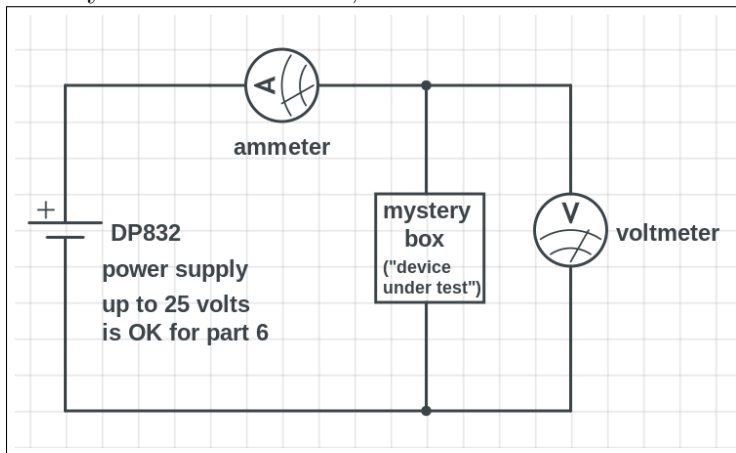 A
ammeter
+
DP832
power supply
up to 25 volts
is OK for part 6
mystery
box
("device
under test")
V
voltmeter